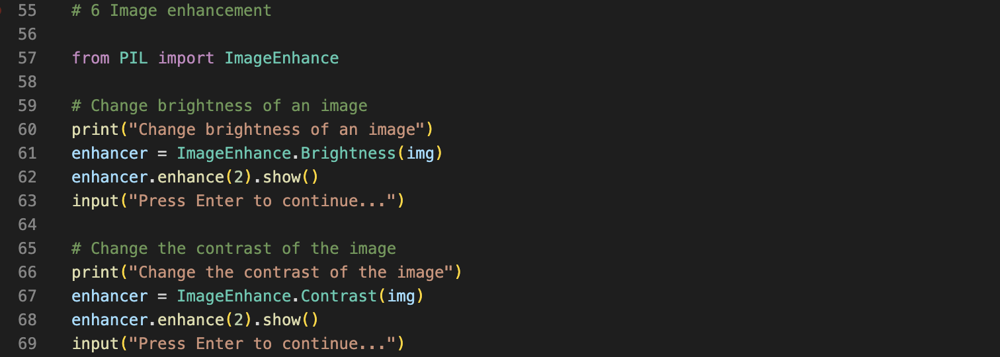 55 # 6 Image enhancement
56
57 from PIL import ImageEnhance
58
59 # Change brightness of an image
60 print("Change brightness of an image")
61 enhancer = ImageEnhance.Brightness(img)
62 enhancer.enhance(2).show()
63 input("Press Enter to continue...")
64
65 # Change the contrast of the image
66 print("Change the contrast of the image")
67 enhancer = ImageEnhance.Contrast(img)
68 enhancer.enhance(2).show()
69 input("Press Enter to continue...")